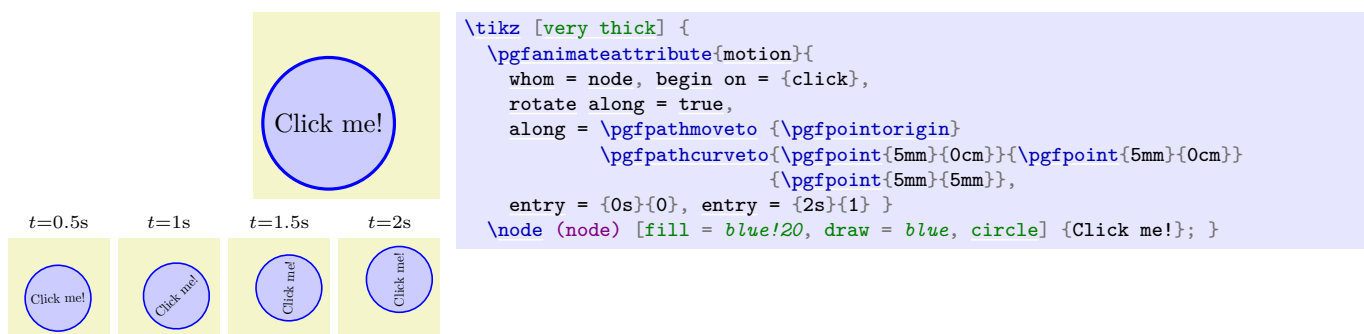 Click me!
t=0.5s t=1s t=1.5s t=2s
Click me! Click me! Click me! Click me!
\tikz [very thick] {
  \pgfanimateattribute{motion}{
    whom = node, begin on = {click},
    rotate along = true,
    along = \pgfpathmoveto {\pgfpointorigin}
            \pgfpathcurveto{\pgfpoint{5mm}{0cm}}{\pgfpoint{5mm}{0cm}}
                           {\pgfpoint{5mm}{5mm}},
    entry = {0s}{0}, entry = {2s}{1} }
  \node (node) [fill = blue!20, draw = blue, circle] {Click me!}; }